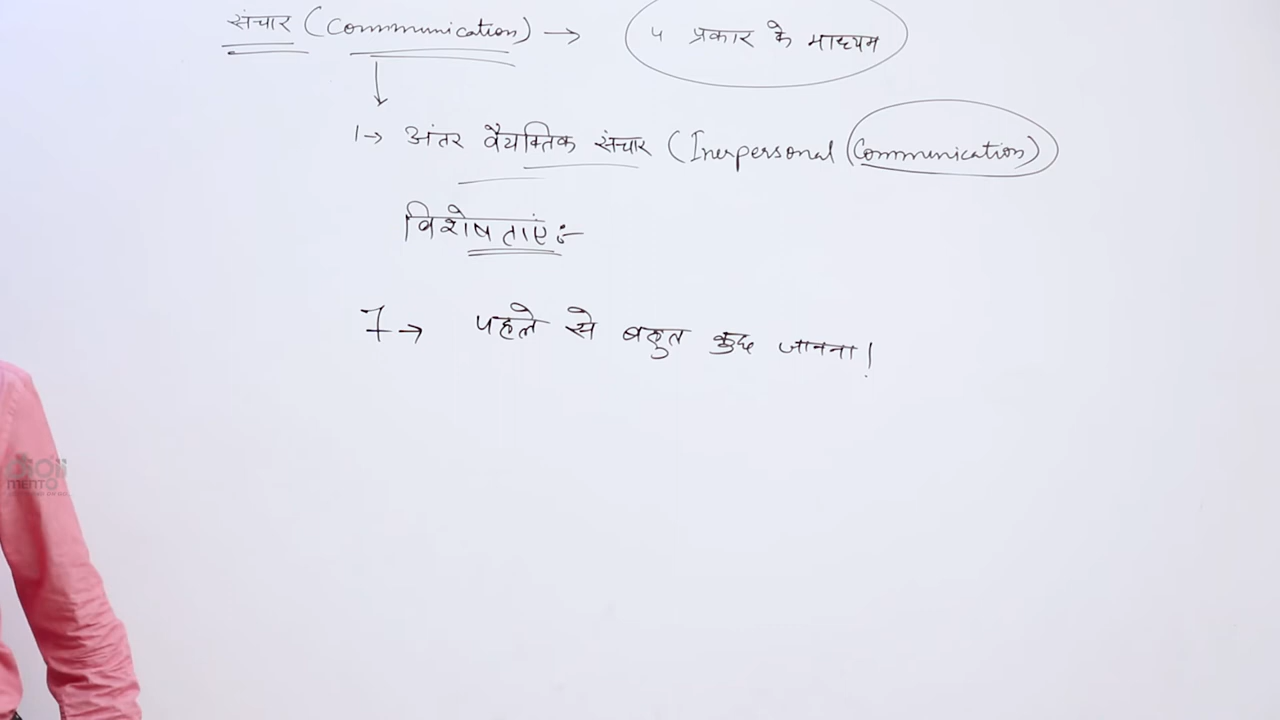 संचार (Communication) → ५ प्रकार के माध्यम
1→ अंतर वैयक्तिक संचार (Inerpersonal (Communication)
विशेषताएं:-
7→ पहले से बहुत कुछ जानना।